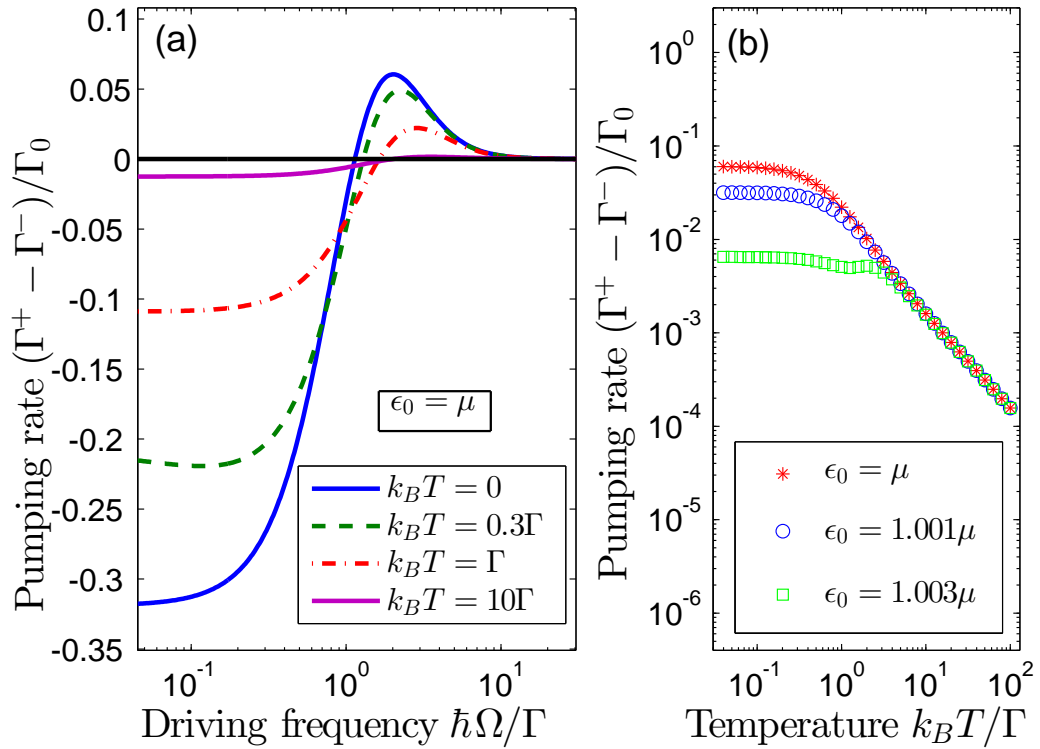 (a)
0.05
0
-0.05
-0.1
-0.15
-0.2
-0.25
-0.3
-0.35
Pumping rate (Γ⁺ − Γ⁻)/Γ₀
ϵ₀ = μ
k_BT = 0
k_BT = 0.3Γ
k_BT = Γ
k_BT = 10Γ
10⁻¹ 10⁰ 10¹
Driving frequency ℏΩ/Γ
(b)
10⁰
10⁻¹
10⁻²
10⁻³
10⁻⁴
10⁻⁵
10⁻⁶
Pumping rate (Γ⁺ − Γ⁻)/Γ₀
ϵ₀ = μ
ϵ₀ = 1.001μ
ϵ₀ = 1.003μ
10⁻¹ 10⁰ 10¹ 10²
Temperature k_BT/Γ